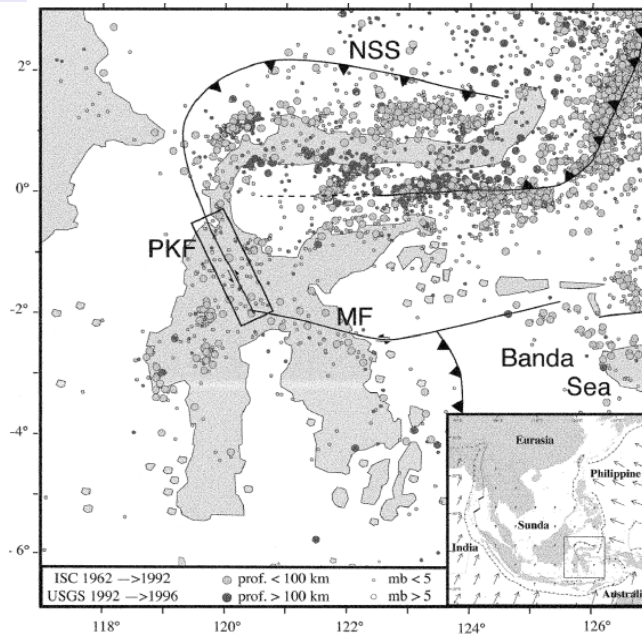 NSS
2°
0°
PKF
-2°
MF
Banda
Sea
-4°
-6°
Eurasia
Philippine
Sunda
India
Australi
ISC 1962 —>1992 prof. < 100 km mb < 5
USGS 1992 —>1996 prof. > 100 km mb > 5
118° 120° 122° 124° 126°